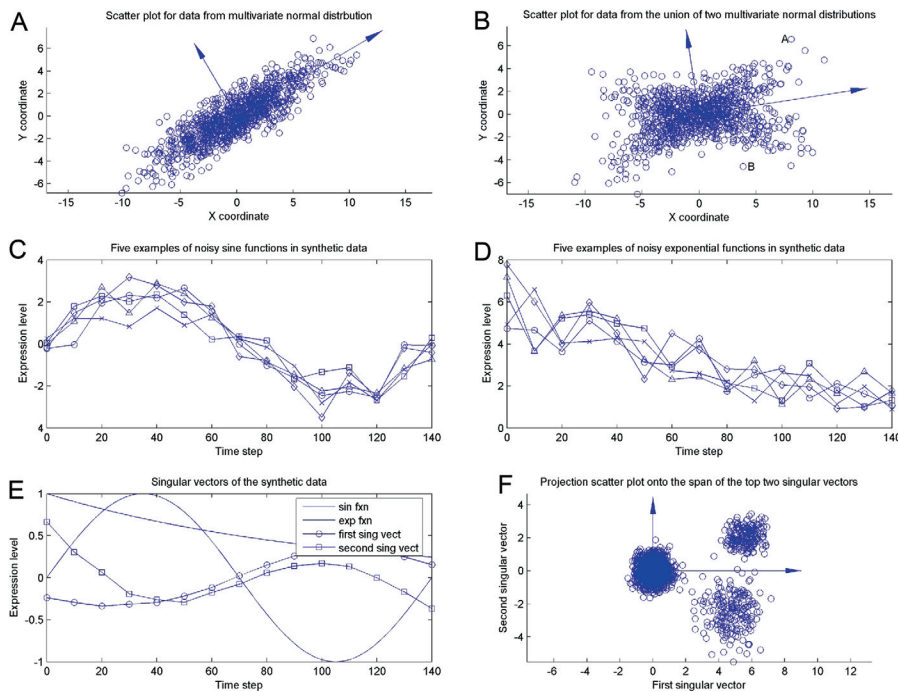 A
Scatter plot for data from multivariate normal distrbution
Y coordinate
6
4
2
0
-2
-4
-6
-15
-10
-5
0
5
10
15
X coordinate
B
Scatter plot for data from the union of two multivariate normal distributions
Y coordinate
6
4
2
0
-2
-4
-6
A
B
-15
-10
-5
0
5
10
15
X coordinate
C
Five examples of noisy sine functions in synthetic data
Expression level
4
2
0
-2
4
0
20
40
60
80
100
120
140
Time step
D
Five examples of noisy exponential functions in synthetic data
Expression level
8
6
4
2
0
0
20
40
60
80
100
120
140
Time step
E
Singular vectors of the synthetic data
Expression level
1
0.5
0
-0.5
-1
sin fxn
exp fxn
first sing vect
second sing vect
0
20
40
60
80
100
120
140
Time step
F
Projection scatter plot onto the span of the top two singular vectors
Second singular vector
4
2
0
-2
-4
-6
-4
-2
0
2
4
6
8
10
12
First singular vector